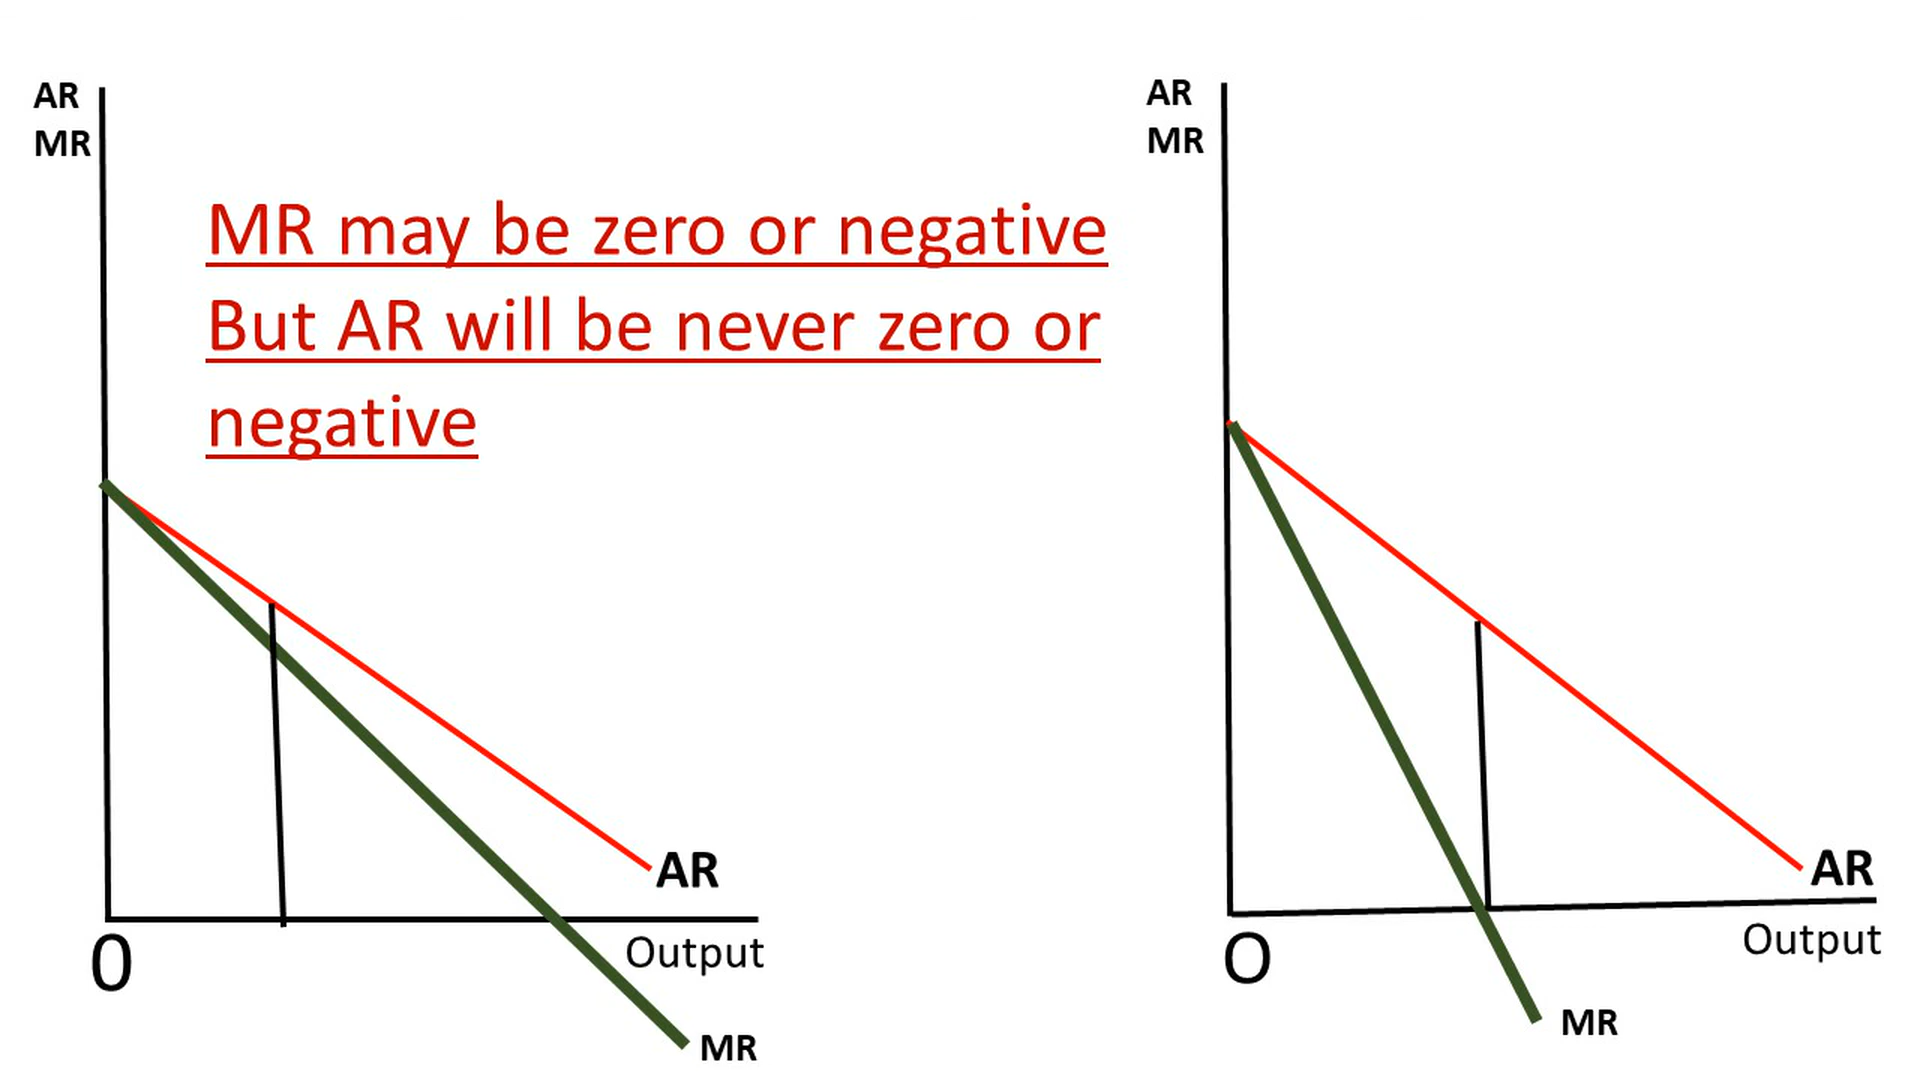 AR
MR
MR may be zero or negative
But AR will be never zero or
negative
AR
Output
0
MR
AR
MR
AR
Output
O
MR